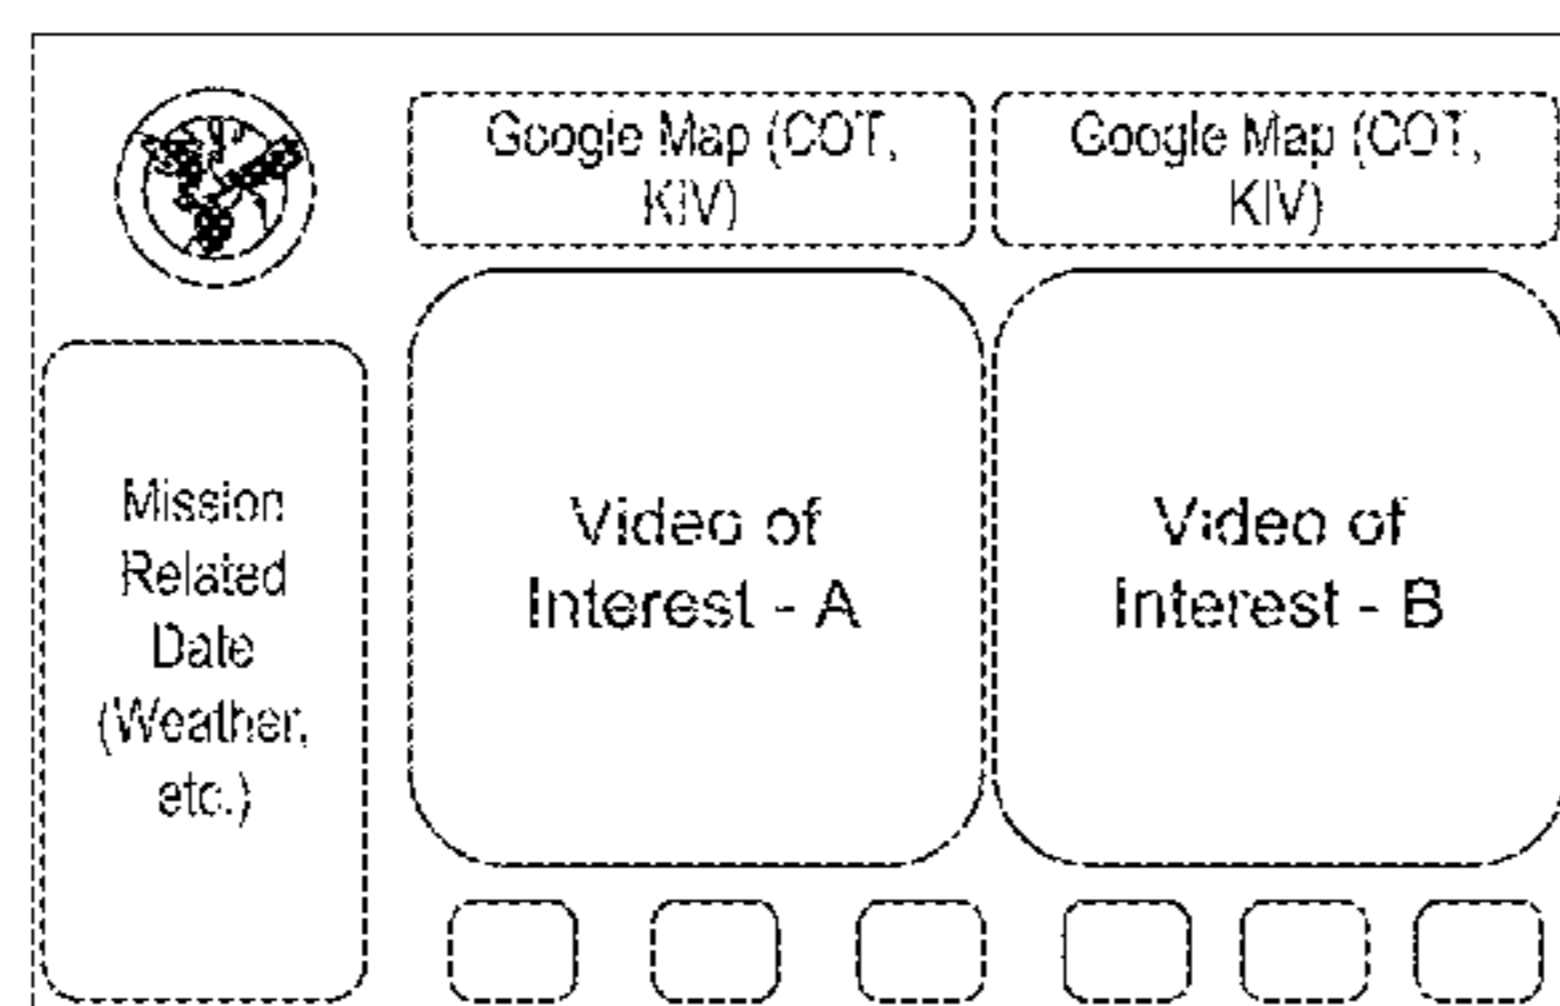 Google Map (COT,
KIV)
Google Map (COT,
KIV)
Mission
Related
Date
(Weather,
etc.)
Video of
Interest - A
Video of
Interest - B